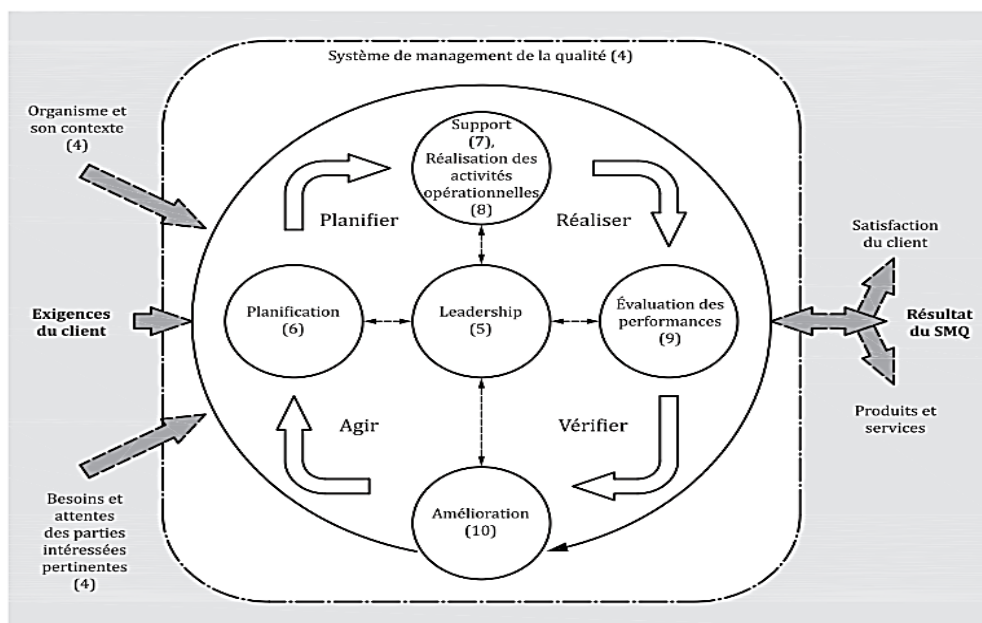 Système de management de la qualité (4)
Organisme et
son contexte
(4)
Support
(7),
Réalisation des
activités
opérationnelles
(8)
Planifier
Réaliser
Satisfaction
du client
Exigences
du client
Planification
(6)
Leadership
(5)
Évaluation des
performances
(9)
Résultat
du SMQ
Agir
Vérifier
Produits et
services
Besoins et
attentes
des parties
intéressées
pertinentes
(4)
Amélioration
(10)